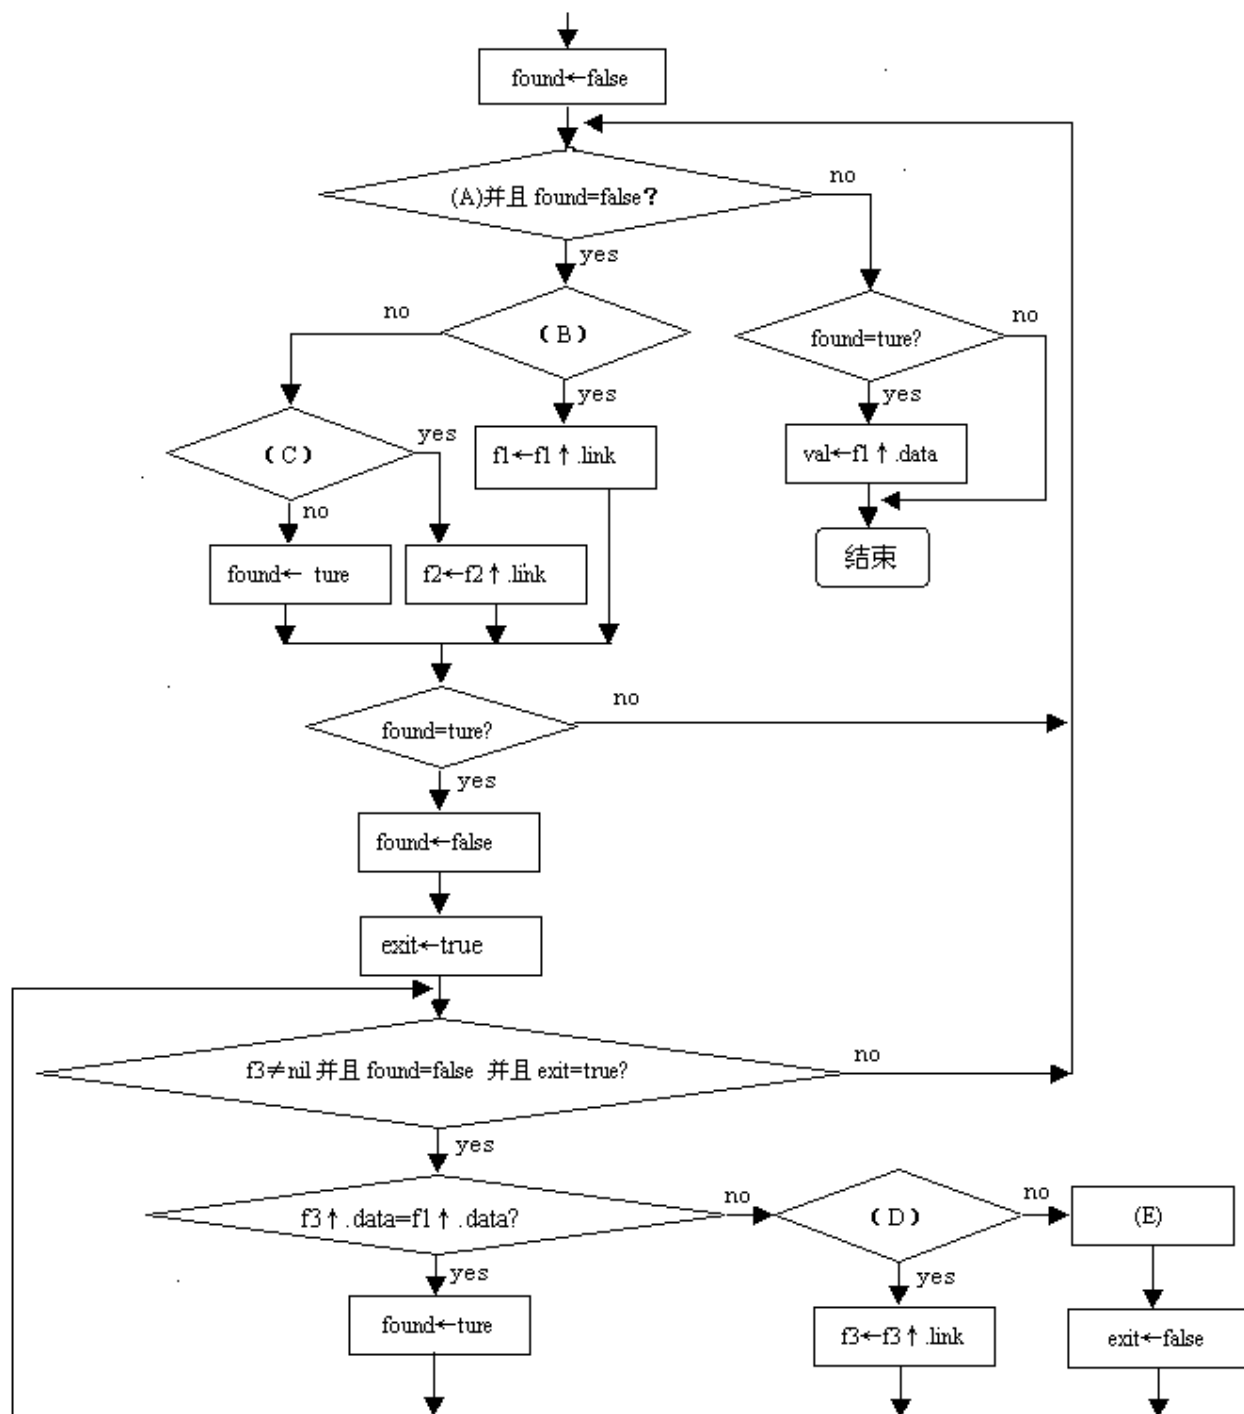 found←false
(A)并且 found=false？
no
yes
no
(B)
found=ture?
no
yes
yes
(C)
yes
f1←f1↑.link
val←f1↑.data
no
found← ture
f2←f2↑.link
结束
found=ture?
no
yes
found←false
exit←true
f3≠nil 并且 found=false 并且 exit=true?
no
yes
f3↑.data=f1↑.data?
no
(D)
no
(E)
yes
yes
found←ture
f3←f3↑.link
exit←false